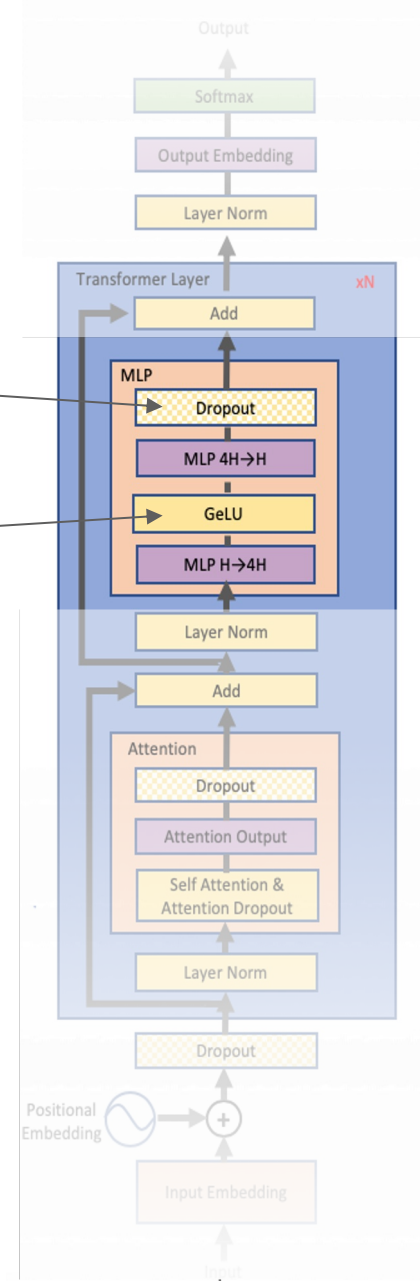 Output
Softmax
Output Embedding
Layer Norm
Transformer Layer
xN
Add
MLP
Dropout
MLP 4H→H
GeLU
MLP H→4H
Layer Norm
Add
Attention
Dropout
Attention Output
Self Attention &
Attention Dropout
Layer Norm
Dropout
Positional
Embedding
+
Input Embedding
Input